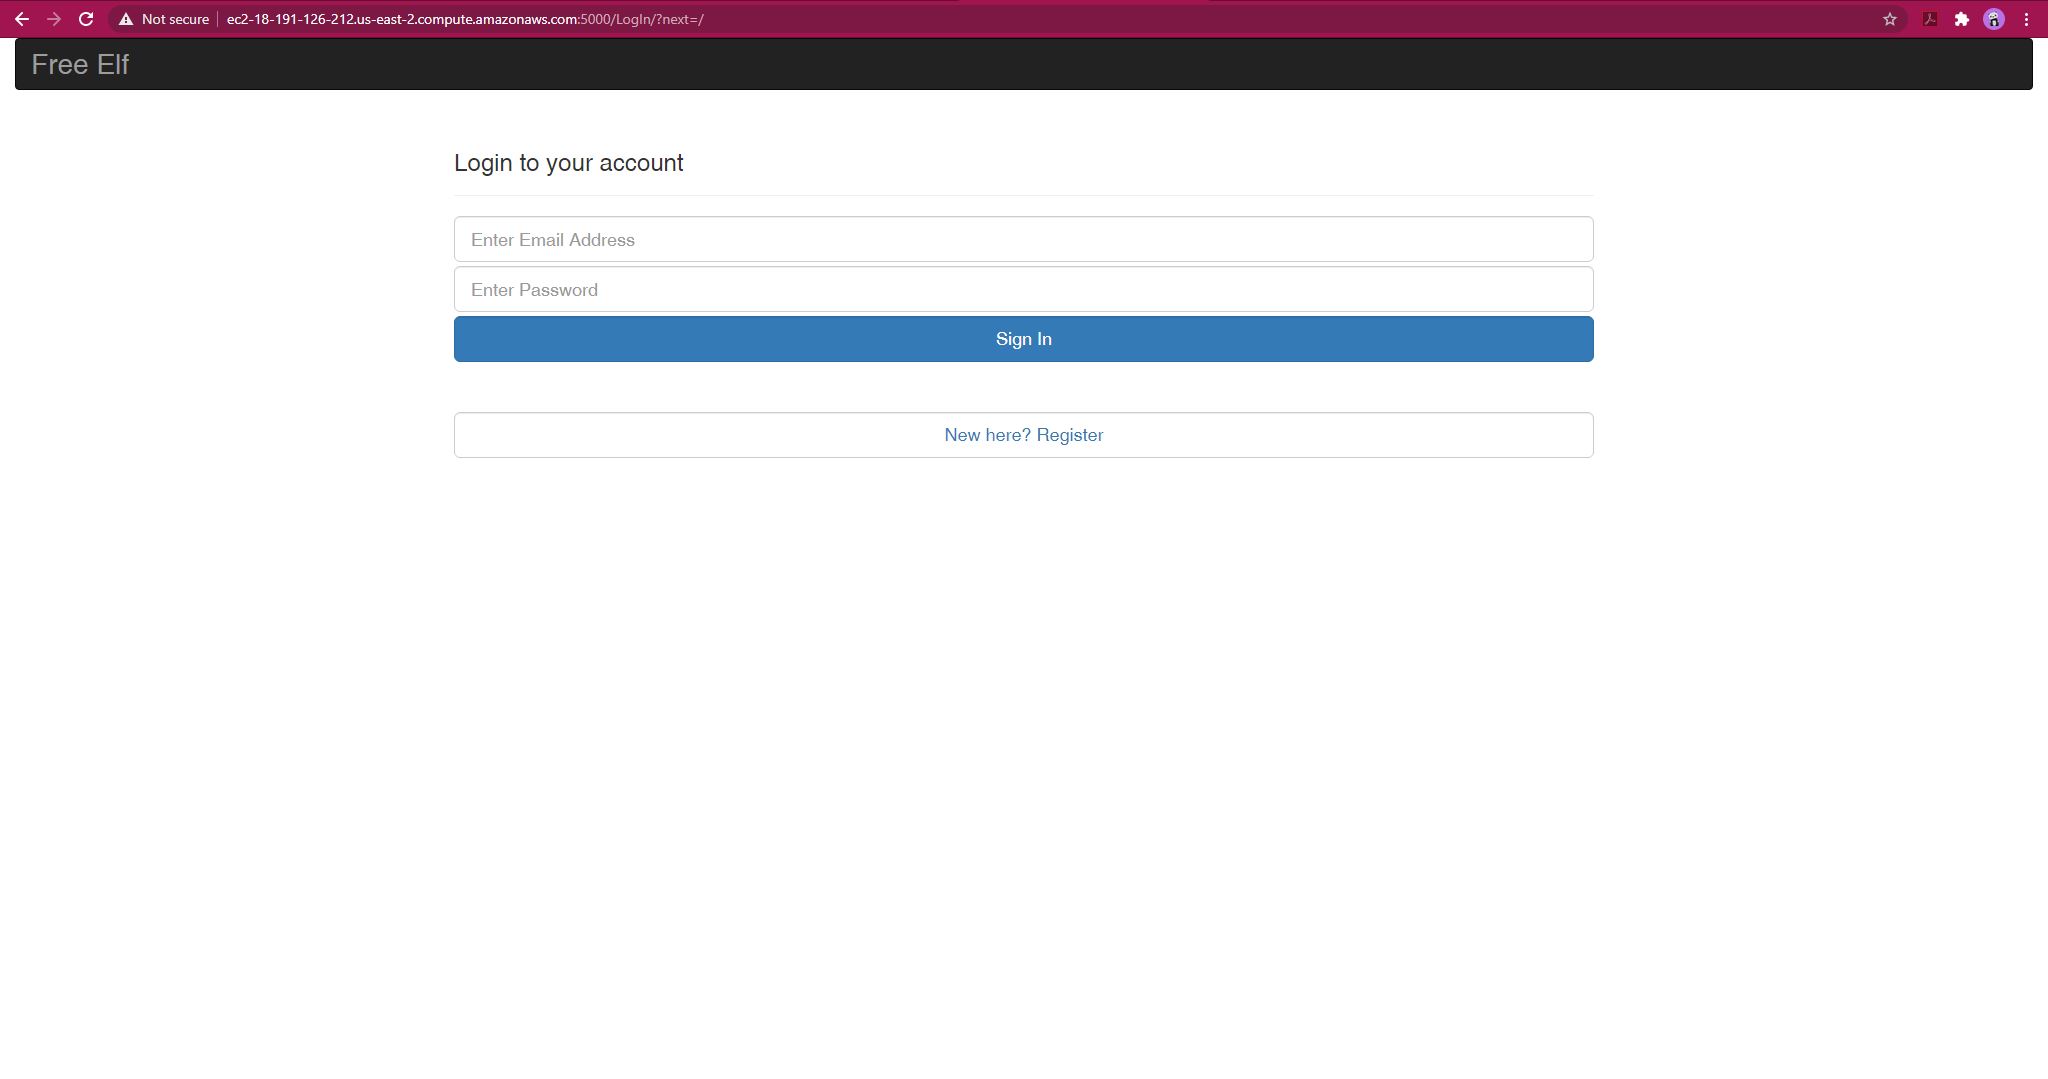 Not secure ec2-18-191-126-212.us-east-2.compute.amazonaws.com:5000/LogIn/?next=/
Free Elf
Login to your account
Enter Email Address
Enter Password
Sign In
New here? Register